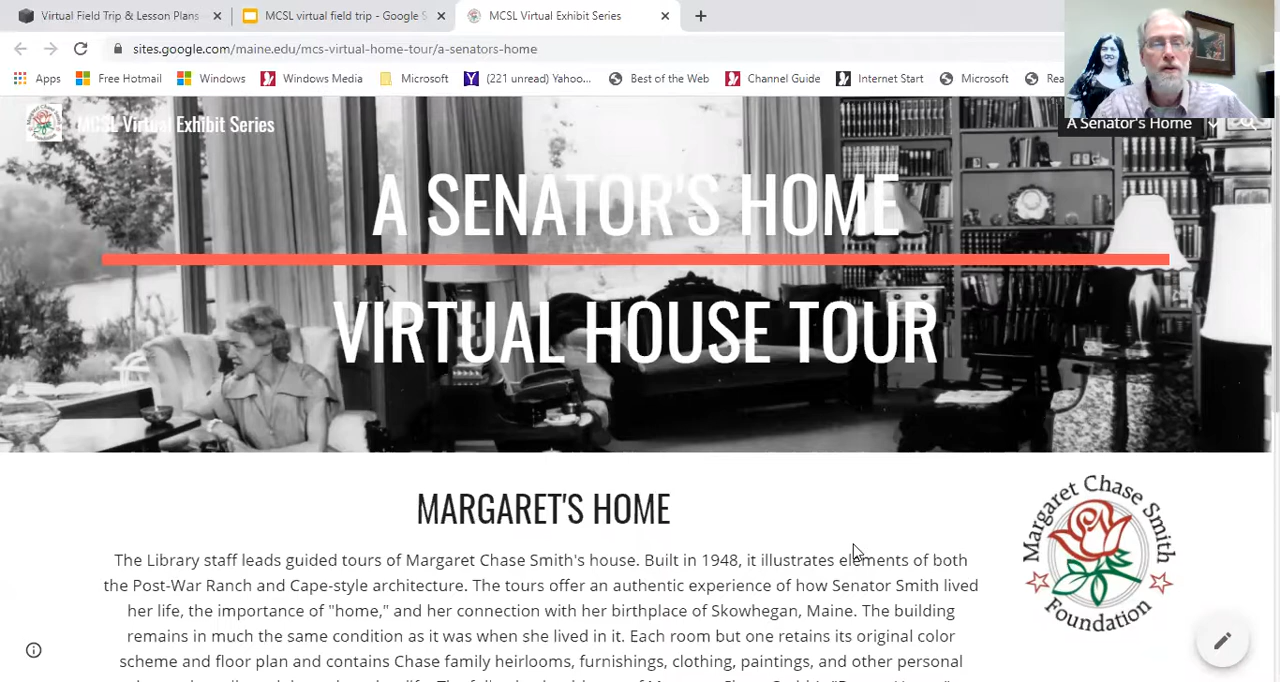 Virtual Field Trip & Lesson Plans
MCSL virtual field trip - Google S
MCSL Virtual Exhibit Series
sites.google.com/maine.edu/mcs-virtual-home-tour/a-senators-home
Apps Free Hotmail Windows Windows Media Microsoft (221 unread) Yahoo... Best of the Web Channel Guide Internet Start Microsoft Rea
MCSL Virtual Exhibit Series
A Senator's Home
A SENATOR'S HOME
VIRTUAL HOUSE TOUR
MARGARET'S HOME
The Library staff leads guided tours of Margaret Chase Smith's house. Built in 1948, it illustrates elements of both
the Post-War Ranch and Cape-style architecture. The tours offer an authentic experience of how Senator Smith lived
her life, the importance of "home," and her connection with her birthplace of Skowhegan, Maine. The building
remains in much the same condition as it was when she lived in it. Each room but one retains its original color
scheme and floor plan and contains Chase family heirlooms, furnishings, clothing, paintings, and other personal
Margaret Chase Smith
Foundation